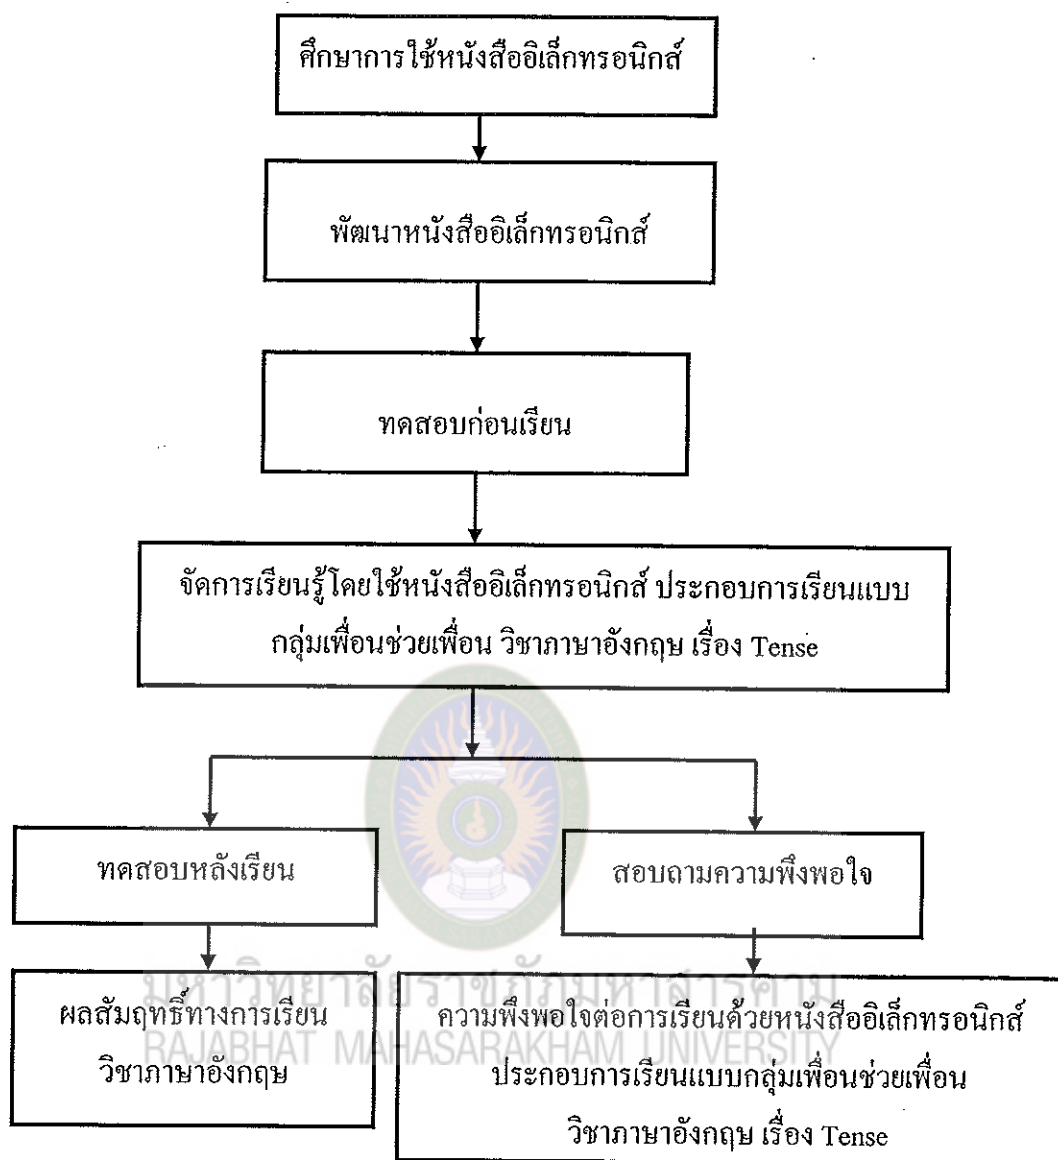 ศึกษาการใช้หนังสืออิเล็กทรอนิกส์
พัฒนาหนังสืออิเล็กทรอนิกส์
ทดสอบก่อนเรียน
จัดการเรียนรู้โดยใช้หนังสืออิเล็กทรอนิกส์ ประกอบการเรียนแบบ
กลุ่มเพื่อนช่วยเพื่อน วิชาภาษาอังกฤษ เรื่อง Tense
ทดสอบหลังเรียน
สอบถามความพึงพอใจ
มหาวิทยาลัยราชภัฏมหาสารคาม
RAJABHAT MAHASARAKHAM UNIVERSITY
ผลสัมฤทธิ์ทางการเรียน
วิชาภาษาอังกฤษ
ความพึงพอใจต่อการเรียนด้วยหนังสืออิเล็กทรอนิกส์
ประกอบการเรียนแบบกลุ่มเพื่อนช่วยเพื่อน
วิชาภาษาอังกฤษ เรื่อง Tense